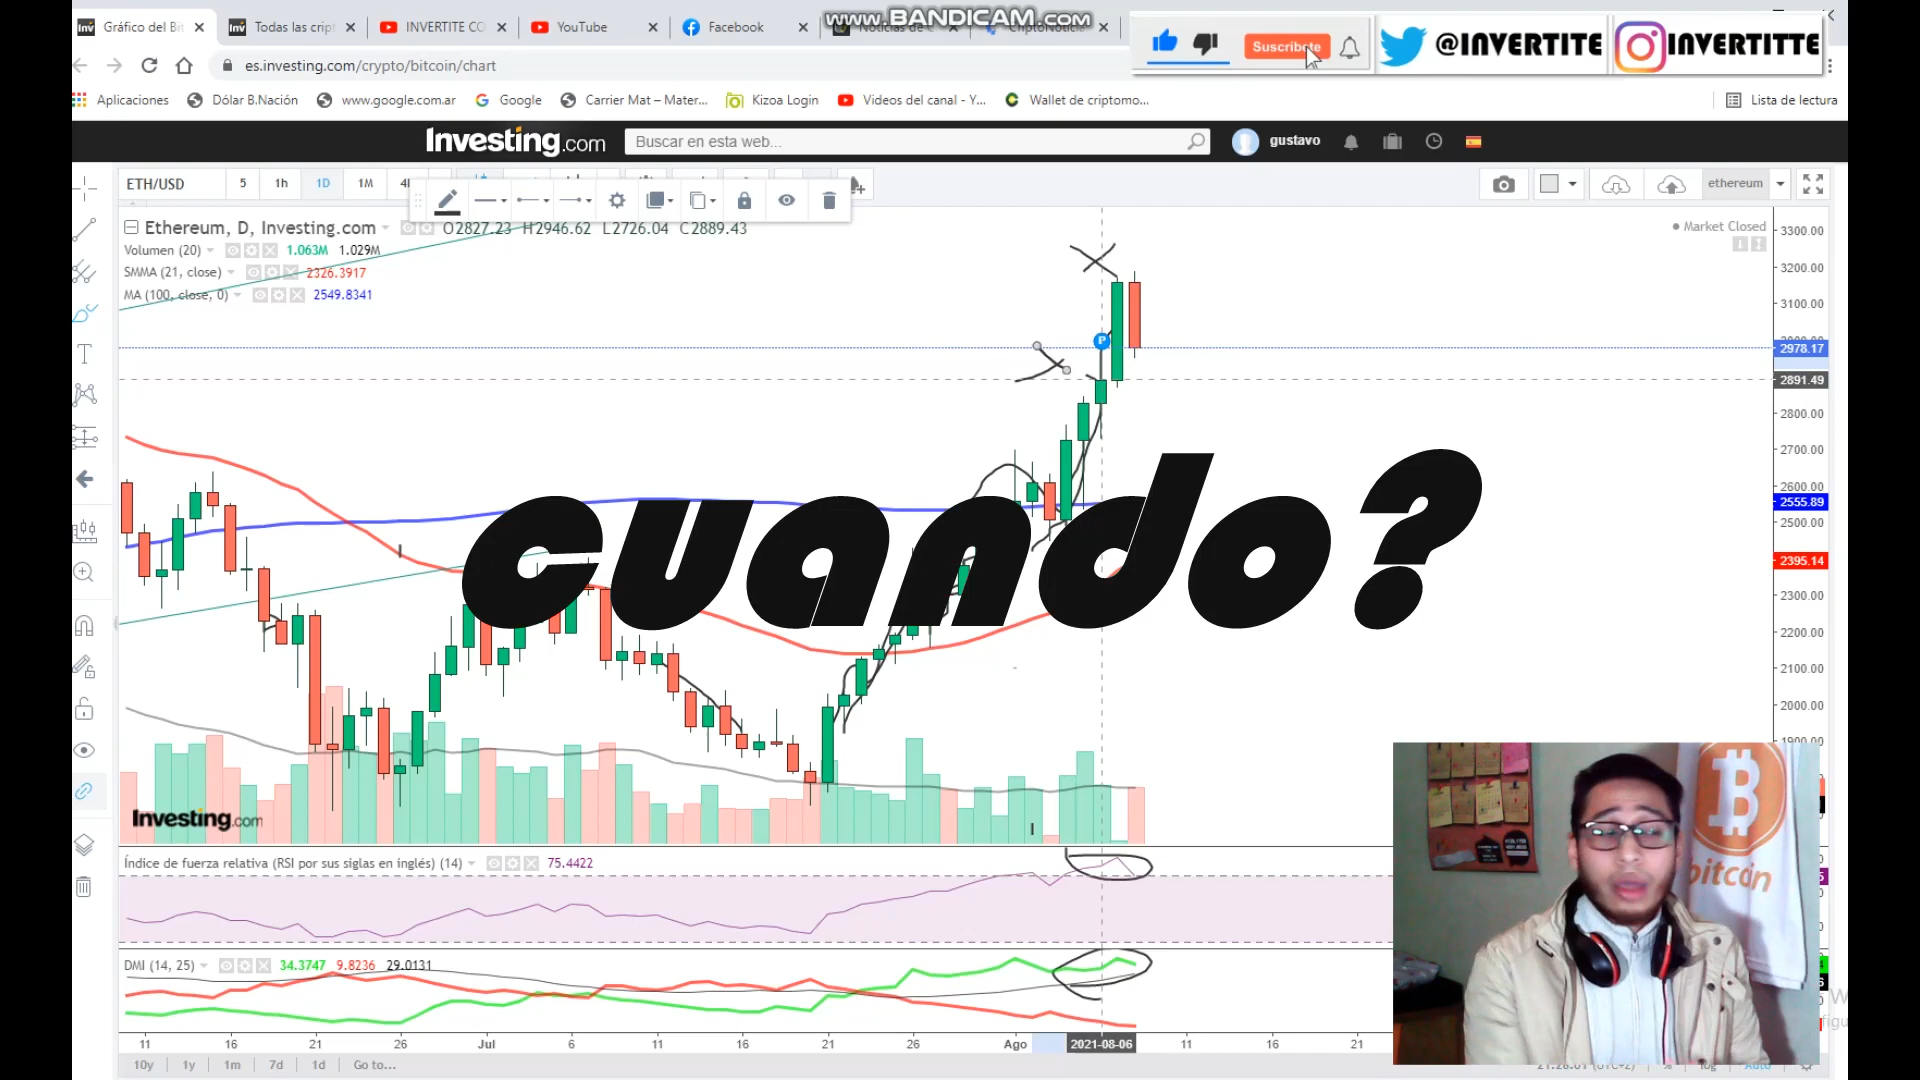 www.BANDICAM.com
Gráfico del Bit
Todas las crip
INVERTITE CO
YouTube
Facebook
Noticias de C
CriptoNotici
Suscribete
@INVERTITE
INVERTITTE
es.investing.com/crypto/bitcoin/chart
Aplicaciones
Dólar B.Nación
www.google.com.ar
Google
Carrier Mat – Mater...
Kizoa Login
Videos del canal - Y...
Wallet de criptomo...
Lista de lectura
Investing.com
Buscar en esta web...
gustavo
ETH/USD
5
1h
1D
1M
ethereum
Ethereum, D, Investing.com
O2827.23 H2946.62 L2726.04 C2889.43
Market Closed
Volumen (20)
1.063M 1.029M
SMMA (21, close)
2326.3917
MA (100, close, 0)
2549.8341
3300.00
3200.00
3100.00
2978.17
2891.49
2800.00
2700.00
2600.00
2555.89
2500.00
2395.14
2300.00
2200.00
2100.00
2000.00
1900.00
P
cuando?
bitcoin
Investing.com
Índice de fuerza relativa (RSI por sus siglas en inglés) (14)
75.4422
DMI (14, 25)
34.3747 9.8236 29.0131
11
16
21
26
Jul
6
11
16
21
26
Ago
2021-08-06
11
16
21
10y
1y
1m
7d
1d
Go to...